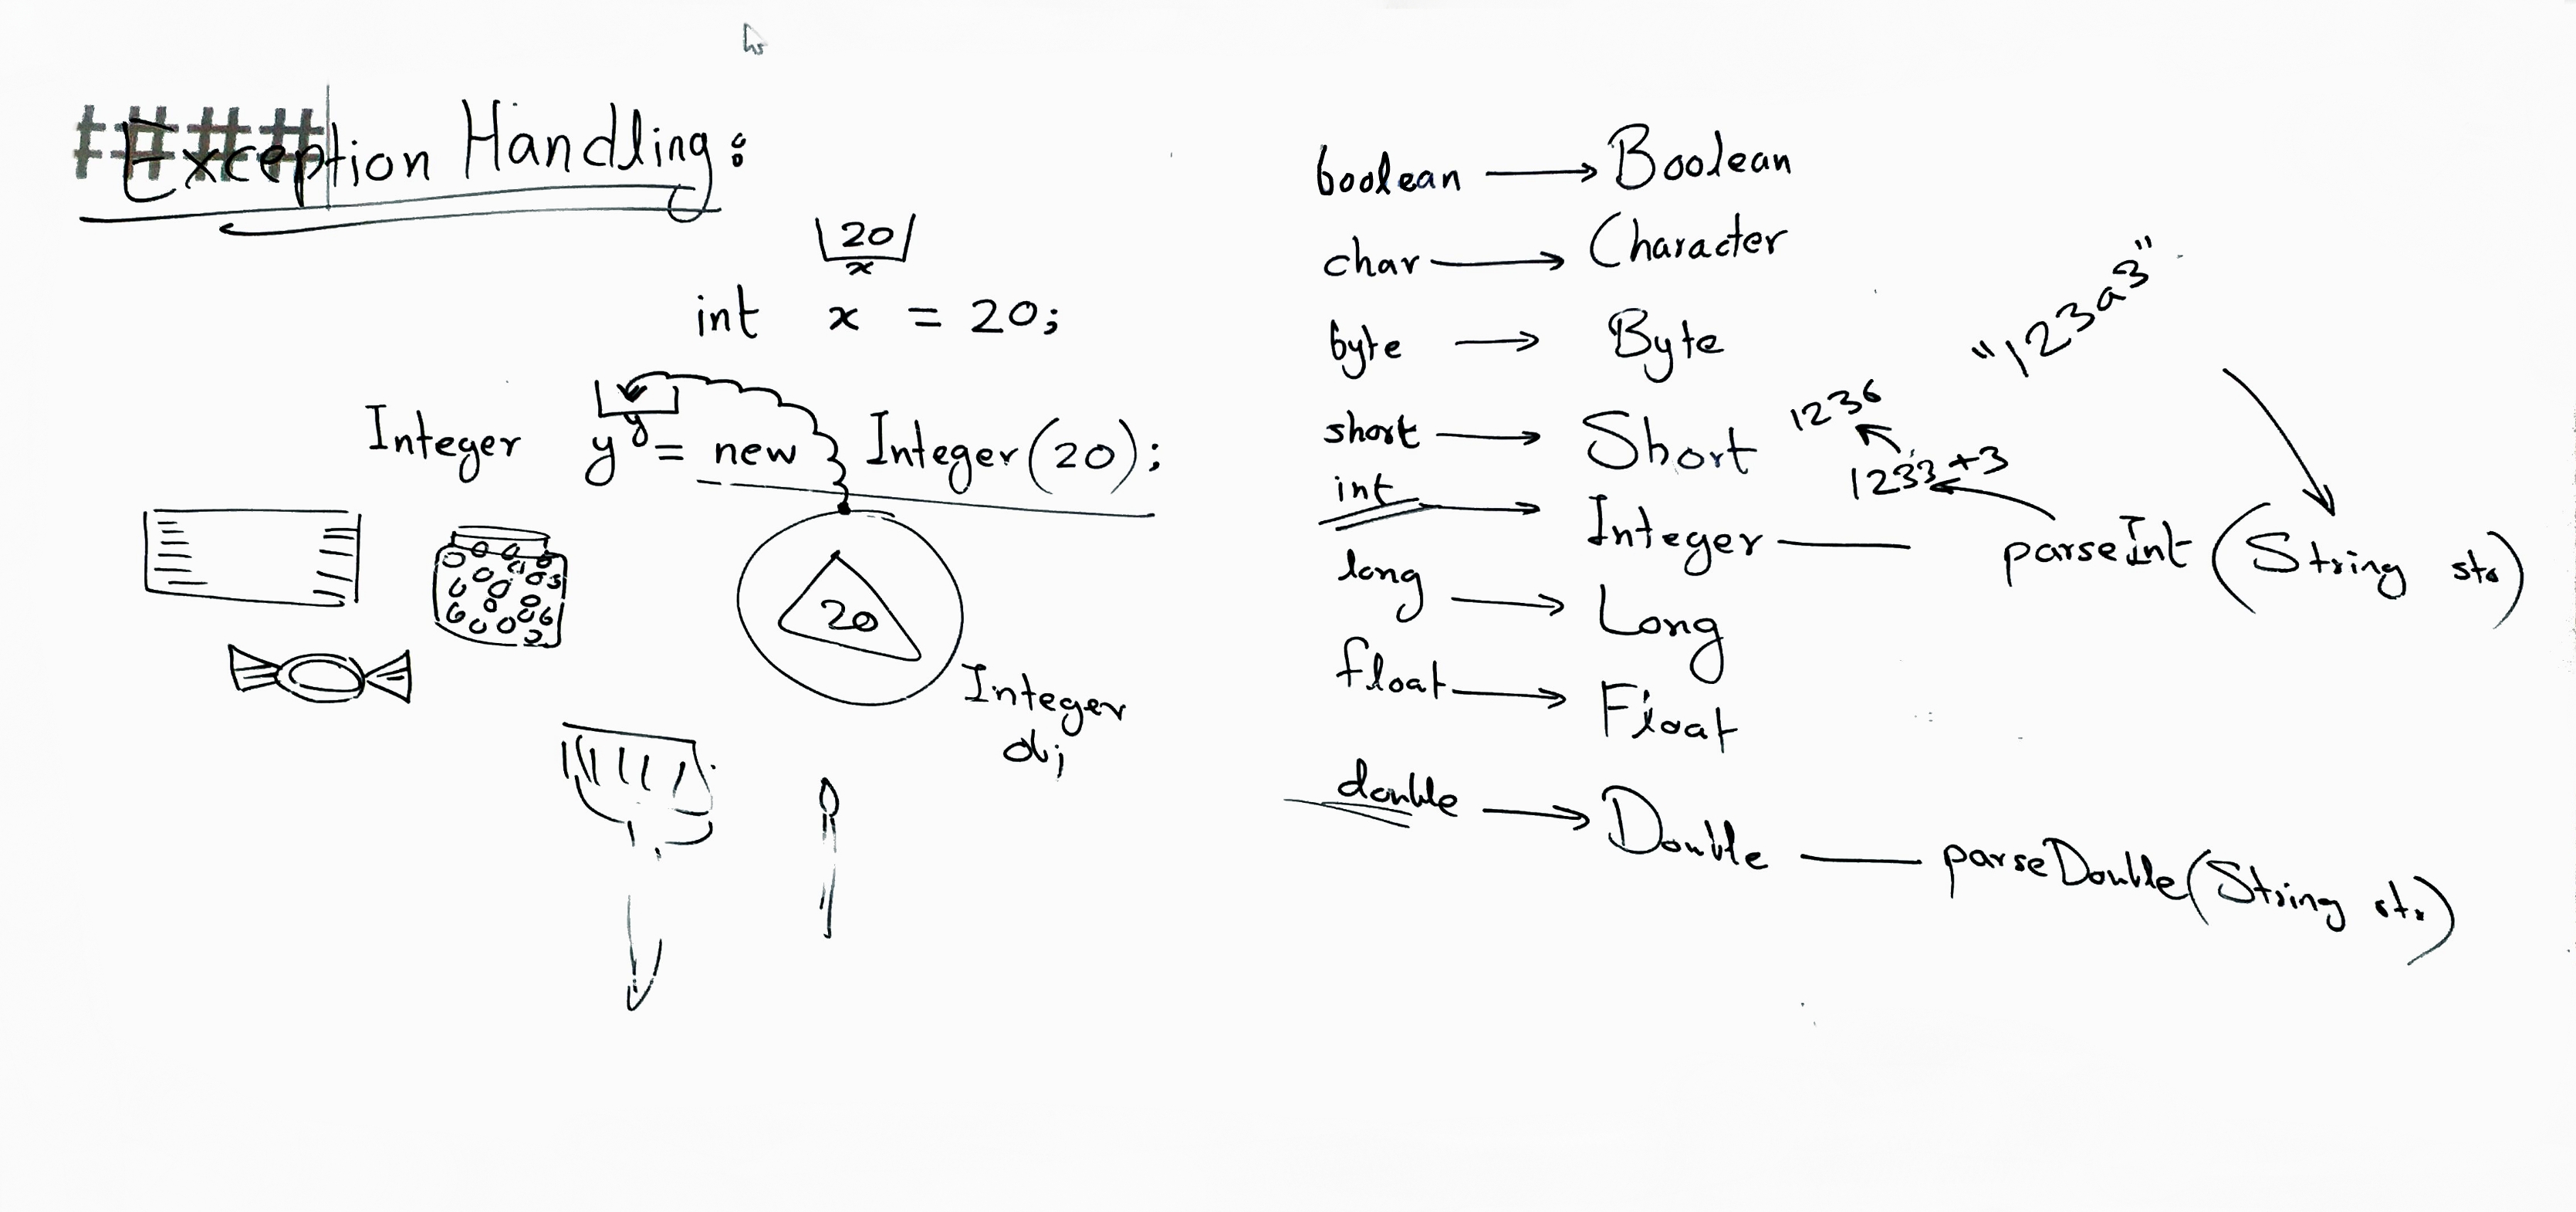 #####
Exception Handling:
20
x
int x = 20;
y
Integer y = new Integer(20);
20
Integer
obj
boolean → Boolean
char → Character
byte → Byte
short → Short
int → Integer — parseInt (String str)
"123a3"
1236
1233+3
long → Long
float → Float
double → Double — parseDouble(String str)